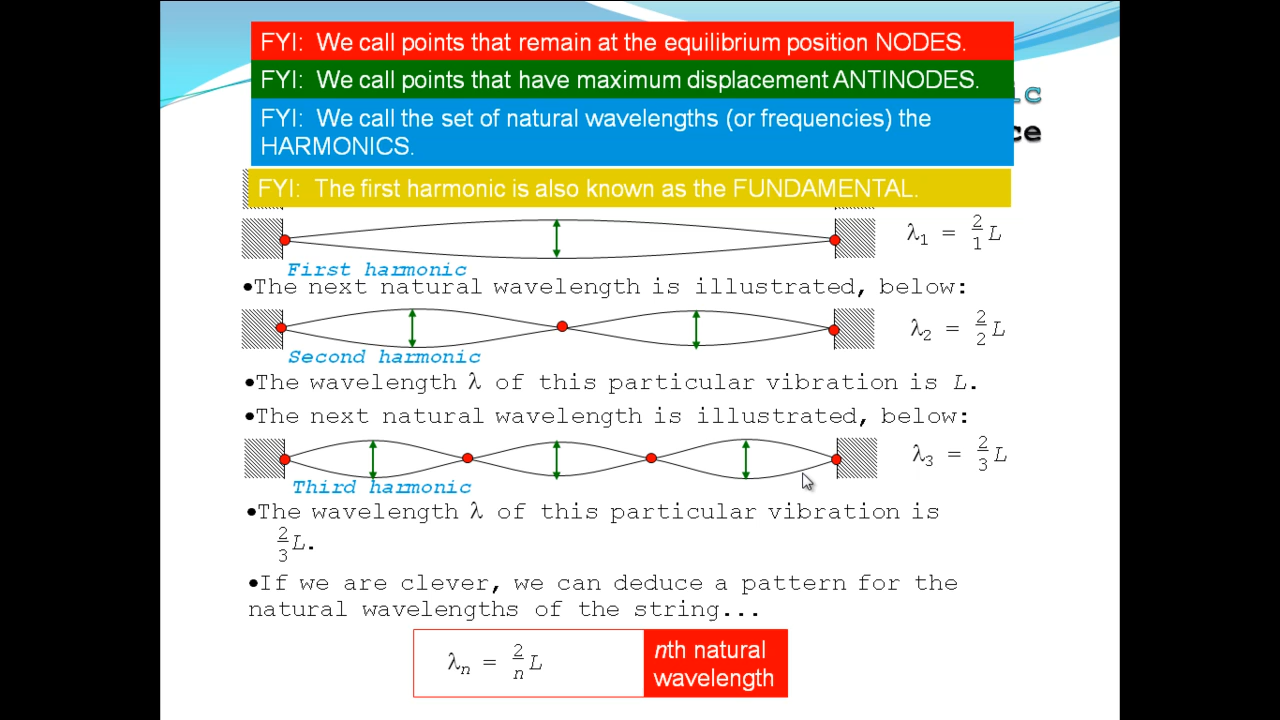 FYI: We call points that remain at the equilibrium position NODES.
FYI: We call points that have maximum displacement ANTINODES.
FYI: We call the set of natural wavelengths (or frequencies) the
HARMONICS.
FYI: The first harmonic is also known as the FUNDAMENTAL.
λ₁ = 2/1 L
First harmonic
•The next natural wavelength is illustrated, below:
λ₂ = 2/2 L
Second harmonic
•The wavelength λ of this particular vibration is L.
•The next natural wavelength is illustrated, below:
λ₃ = 2/3 L
Third harmonic
•The wavelength λ of this particular vibration is
2/3 L.
•If we are clever, we can deduce a pattern for the
natural wavelengths of the string...
λₙ = 2/n L
nth natural
wavelength